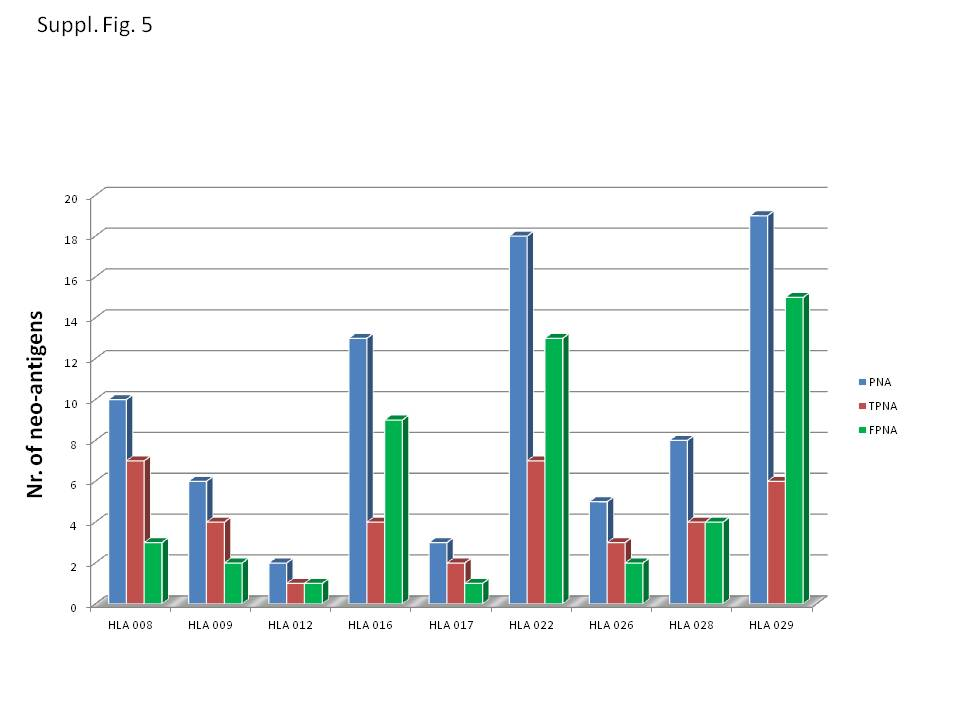 Suppl. Fig. 5
Nr. of neo-antigens
20
18
16
14
12
10
8
6
4
2
0
HLA 008 HLA 009 HLA 012 HLA 016 HLA 017 HLA 022 HLA 026 HLA 028 HLA 029
PNA
TPNA
FPNA